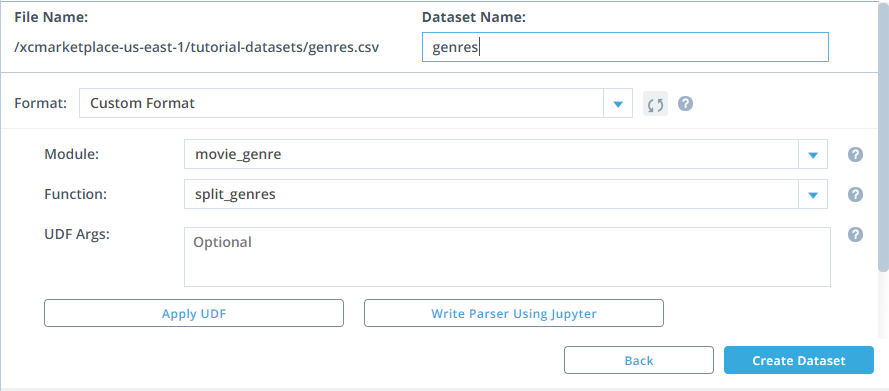 File Name: Dataset Name:
/xcmarketplace-us-east-1/tutorial-datasets/genres.csv genres
Format: Custom Format ?
Module: movie_genre ?
Function: split_genres ?
UDF Args: Optional ?
Apply UDF Write Parser Using Jupyter
Back Create Dataset